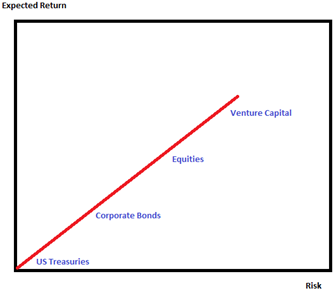 Expected Return
Venture Capital
Equities
Corporate Bonds
US Treasuries
Risk